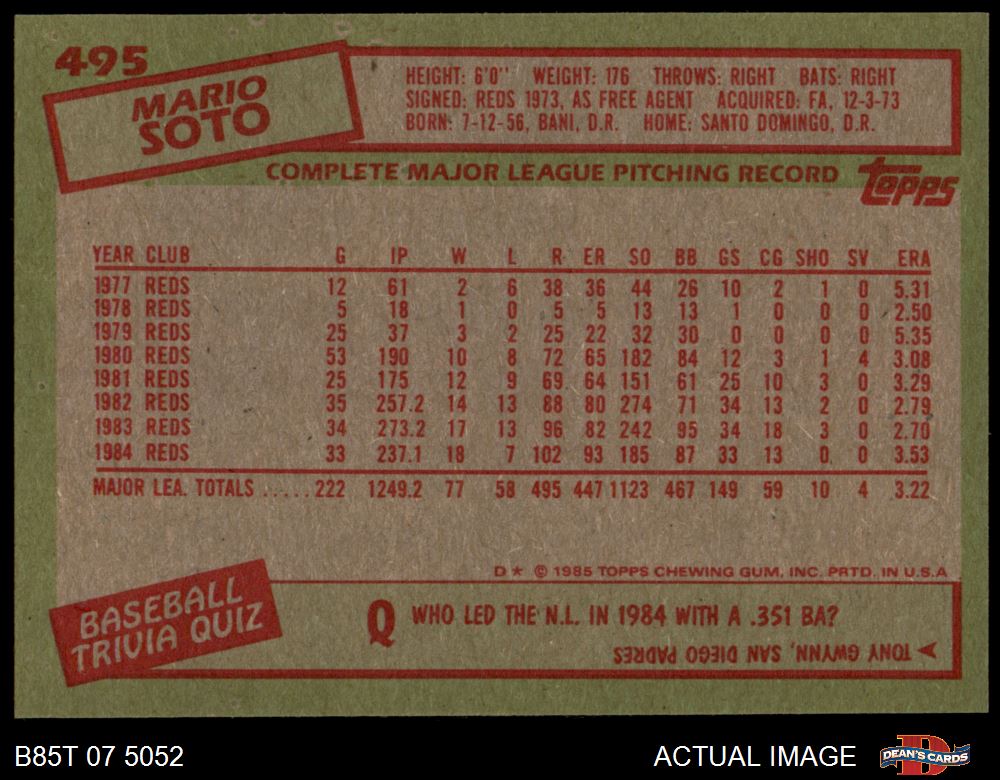 495
MARIO
SOTO
HEIGHT: 6'0'' WEIGHT: 176 THROWS: RIGHT BATS: RIGHT
SIGNED: REDS 1973, AS FREE AGENT ACQUIRED: FA, 12-3-73
BORN: 7-12-56, BANI, D.R. HOME: SANTO DOMINGO, D.R.
COMPLETE MAJOR LEAGUE PITCHING RECORD
topps
YEAR CLUB G IP W L R ER SO BB GS CG SHO SV ERA
1977 REDS 12 61 2 6 38 36 44 26 10 2 1 0 5.31
1978 REDS 5 18 1 0 5 5 13 13 1 0 0 0 2.50
1979 REDS 25 37 3 2 25 22 32 30 0 0 0 0 5.35
1980 REDS 53 190 10 8 72 65 182 84 12 3 1 4 3.08
1981 REDS 25 175 12 9 69 64 151 61 25 10 3 0 3.29
1982 REDS 35 257.2 14 13 88 80 274 71 34 13 2 0 2.79
1983 REDS 34 273.2 17 13 96 82 242 95 34 18 3 0 2.70
1984 REDS 33 237.1 18 7 102 93 185 87 33 13 0 0 3.53
MAJOR LEA. TOTALS .....222 1249.2 77 58 495 447 1123 467 149 59 10 4 3.22
D* © 1985 TOPPS CHEWING GUM, INC. PRTD. IN U.S.A
BASEBALL
TRIVIA QUIZ
Q WHO LED THE N.L. IN 1984 WITH A .351 BA?
A TONY GWYNN, SAN DIEGO PADRES
B85T 07 5052
ACTUAL IMAGE
DEAN'S CARDS